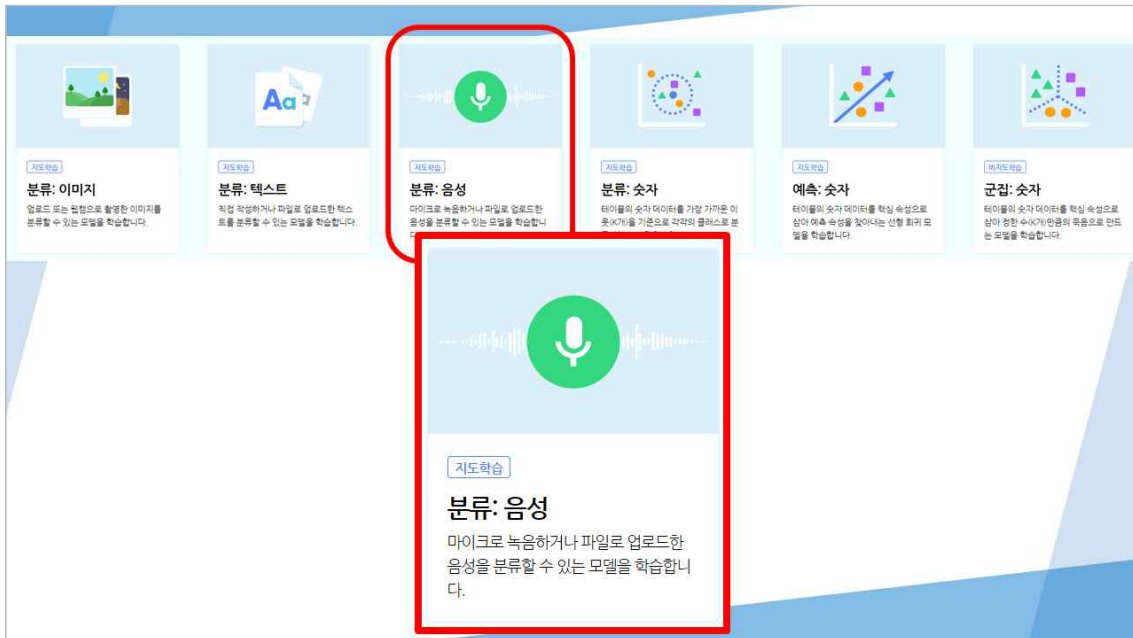 지도학습
분류: 이미지
업로드 또는 웹캠으로 촬영한 이미지를
분류할 수 있는 모델을 학습합니다.
Aa
가
지도학습
분류: 텍스트
직접 작성하거나 파일로 업로드한 텍스
트를 분류할 수 있는 모델을 학습합니다.
지도학습
분류: 음성
마이크로 녹음하거나 파일로 업로드한
음성을 분류할 수 있는 모델을 학습합니
지도학습
분류: 숫자
테이블의 숫자 데이터를 가장 가까운 이
웃(K개)을 기준으로 각각의 클래스로 분
지도학습
예측: 숫자
테이블의 숫자 데이터를 핵심 속성으로
삼아 예측 속성을 찾아내는 선형 회귀 모
델을 학습합니다.
비지도학습
군집: 숫자
테이블의 숫자 데이터를 핵심 속성으로
삼아 정한 수(K개)만큼의 묶음으로 만드
는 모델을 학습합니다.
지도학습
분류: 음성
마이크로 녹음하거나 파일로 업로드한
음성을 분류할 수 있는 모델을 학습합니
다.